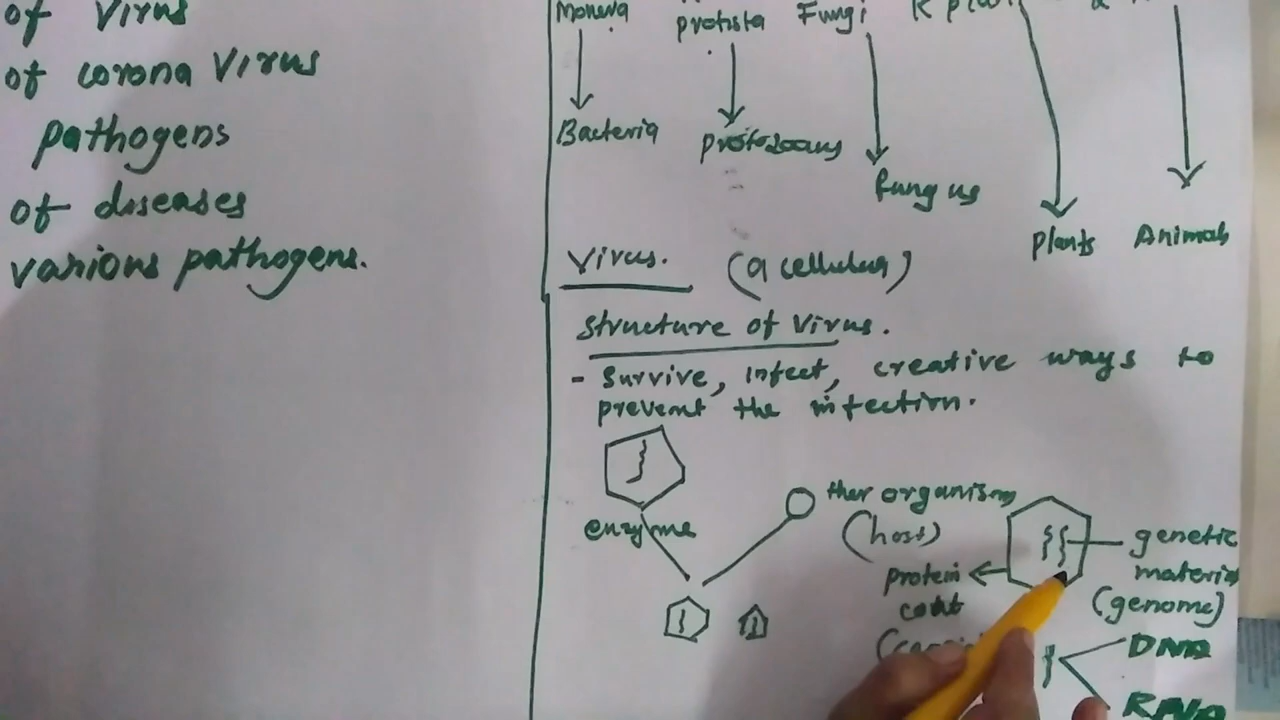 of Virus
of corona Virus
pathogens
of diseases
various pathogens.
Monera protista Fungi
Bacteria protozoans fungus
plants Animals
Virus. (a cellular)
structure of Virus.
- Survive, infect, creative ways to
prevent the infection.
enzyme
other organisms
(host)
protein
coat
genetic
material
(genome)
DNA
RNA